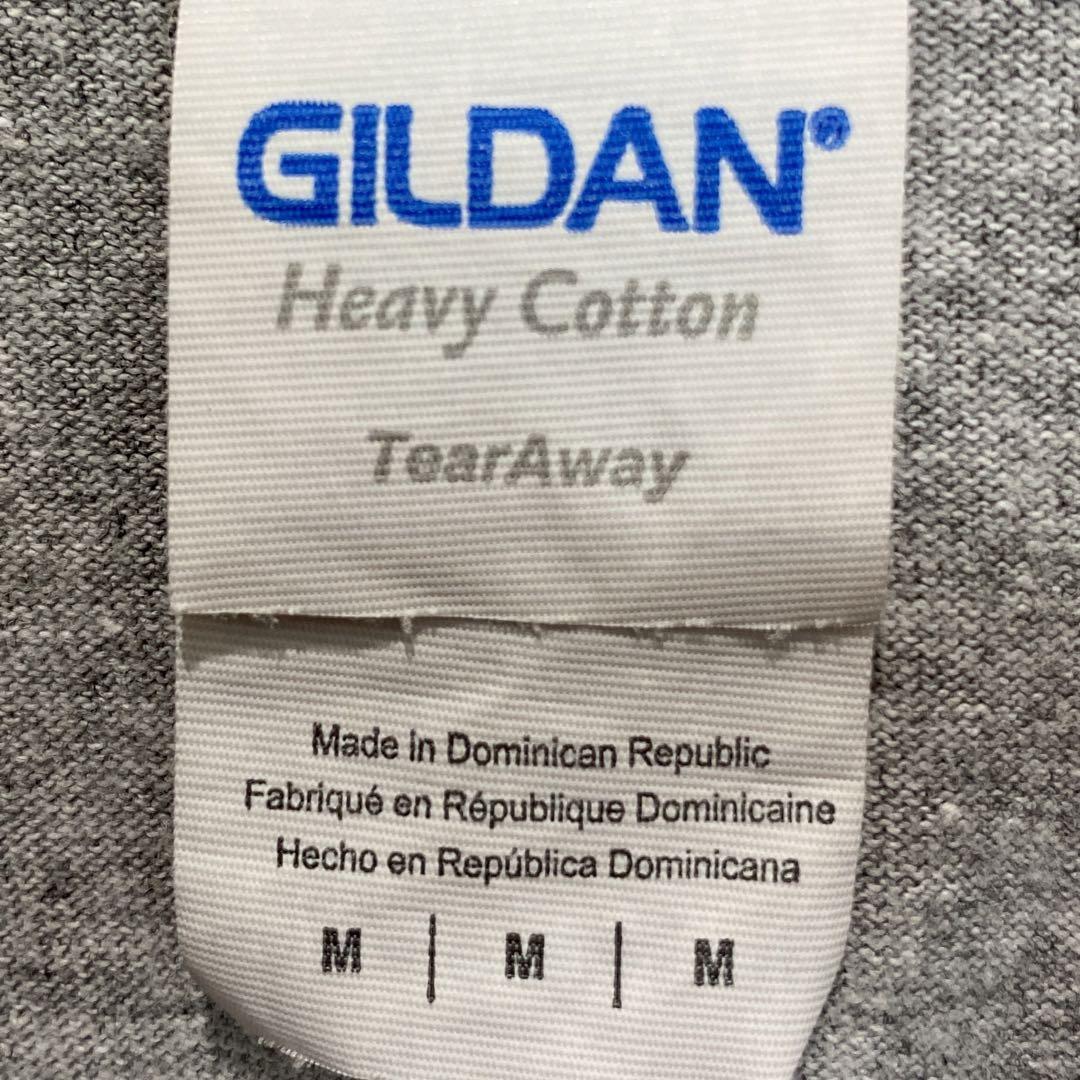 GILDAN®
Heavy Cotton
TearAway
Made in Dominican Republic
Fabriqué en République Dominicaine
Hecho en República Dominicana
M | M | M